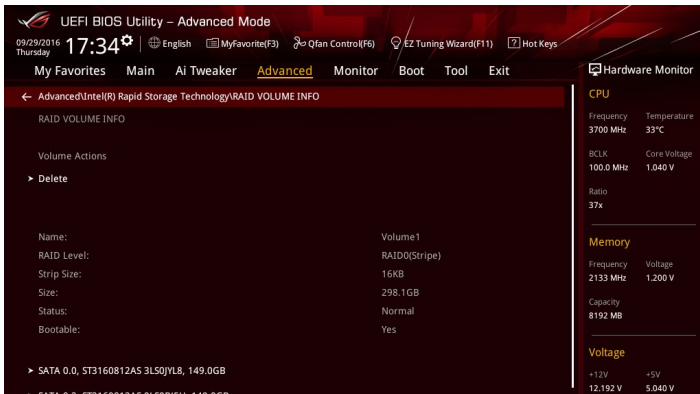 UEFI BIOS Utility – Advanced Mode
09/29/2016 Thursday 17:34 English MyFavorite(F3) Qfan Control(F6) EZ Tuning Wizard(F11) ? Hot Keys
My Favorites Main Ai Tweaker Advanced Monitor Boot Tool Exit
← Advanced\Intel(R) Rapid Storage Technology\RAID VOLUME INFO
RAID VOLUME INFO
Volume Actions
> Delete
Name: Volume1
RAID Level: RAID0(Stripe)
Strip Size: 16KB
Size: 298.1GB
Status: Normal
Bootable: Yes
> SATA 0.0, ST3160812AS 3LS0JYL8, 149.0GB
Hardware Monitor
CPU
Frequency Temperature
3700 MHz 33°C
BCLK Core Voltage
100.0 MHz 1.040 V
Ratio
37x
Memory
Frequency Voltage
2133 MHz 1.200 V
Capacity
8192 MB
Voltage
+12V +5V
12.192 V 5.040 V